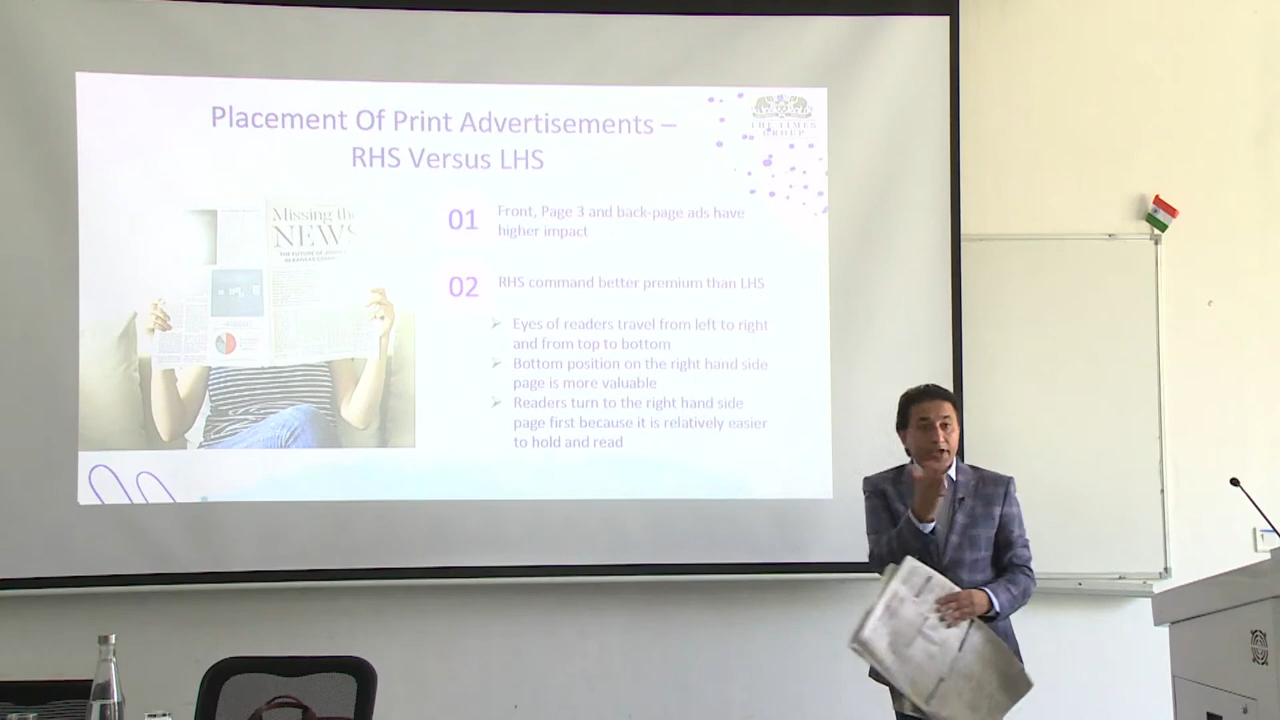 Placement Of Print Advertisements –
RHS Versus LHS
THE TIMES
GROUP
Missing th
NEWS
01
Front, Page 3 and back-page ads have
higher impact
02
RHS command better premium than LHS
Eyes of readers travel from left to right
and from top to bottom
Bottom position on the right hand side
page is more valuable
Readers turn to the right hand side
page first because it is relatively easier
to hold and read